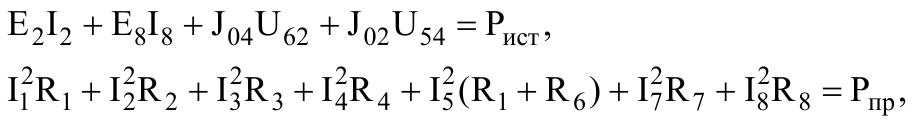 E₂I₂ + E₈I₈ + J₀₄U₆₂ + J₀₂U₅₄ = Pист,
I₁²R₁ + I₂²R₂ + I₃²R₃ + I₄²R₄ + I₅²(R₁ + R₆) + I₇²R₇ + I₈²R₈ = Pпр,